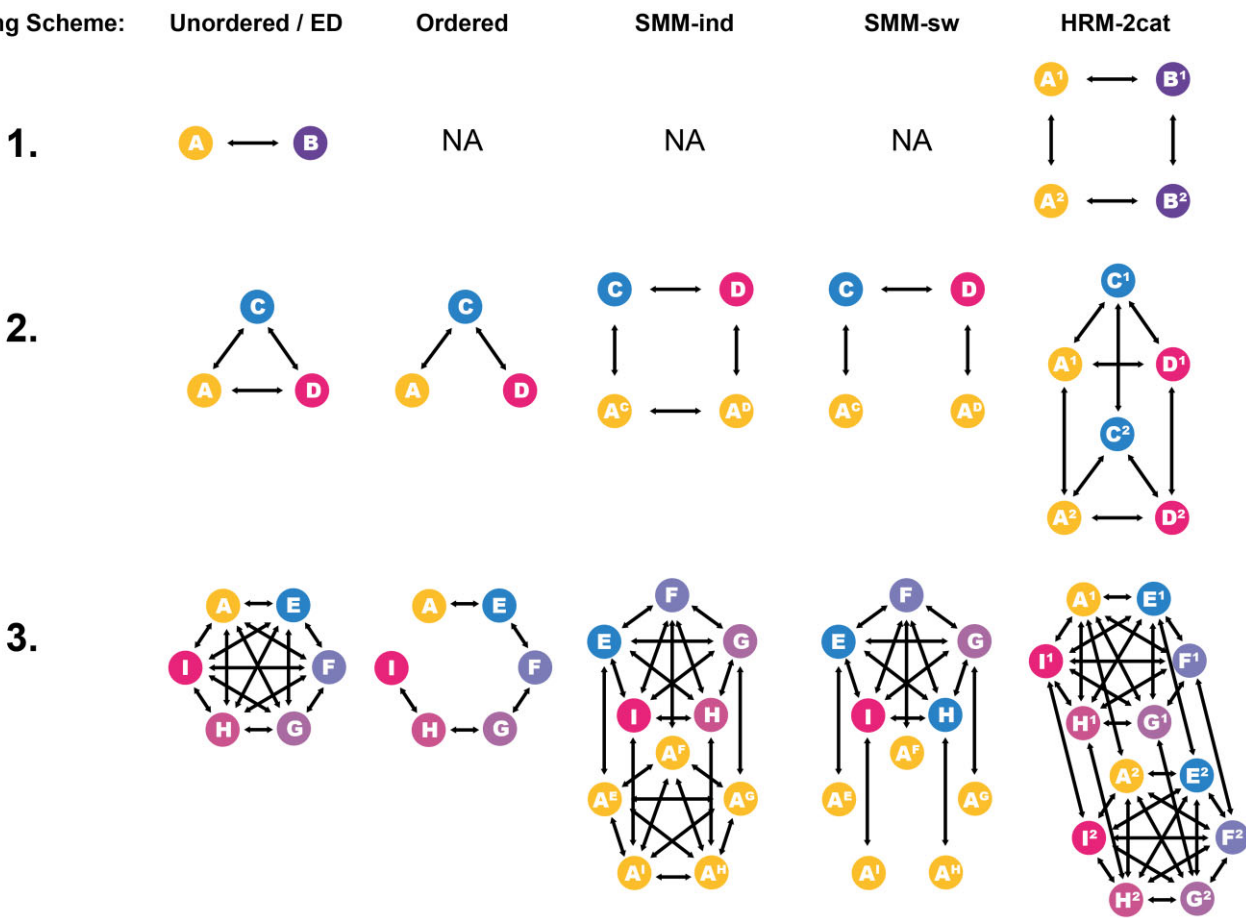 ng Scheme: Unordered / ED Ordered SMM-ind SMM-sw HRM-2cat
1.
A B
NA
NA
NA
A¹ B¹
A² B²
2.
C
A D
C
A D
C D
Aᶜ Aᴰ
C D
Aᶜ Aᴰ
C¹
A¹ D¹
C²
A² D²
3.
A E
I F
H G
A E
I F
H G
F
E G
I H
Aꟳ
Aᴱ Aᴳ
Aᴵ Aᴴ
F
E G
I H
Aꟳ
Aᴱ Aᴳ
Aᴵ Aᴴ
A¹ E¹
I¹ F¹
H¹ G¹
A² E²
I² F²
H² G²